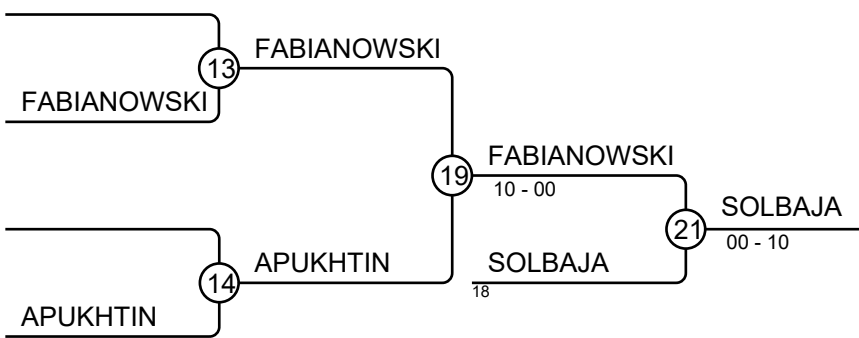 FABIANOWSKI
13
FABIANOWSKI
FABIANOWSKI
19
10 - 00
SOLBAJA
21
00 - 10
APUKHTIN
SOLBAJA
14
18
APUKHTIN